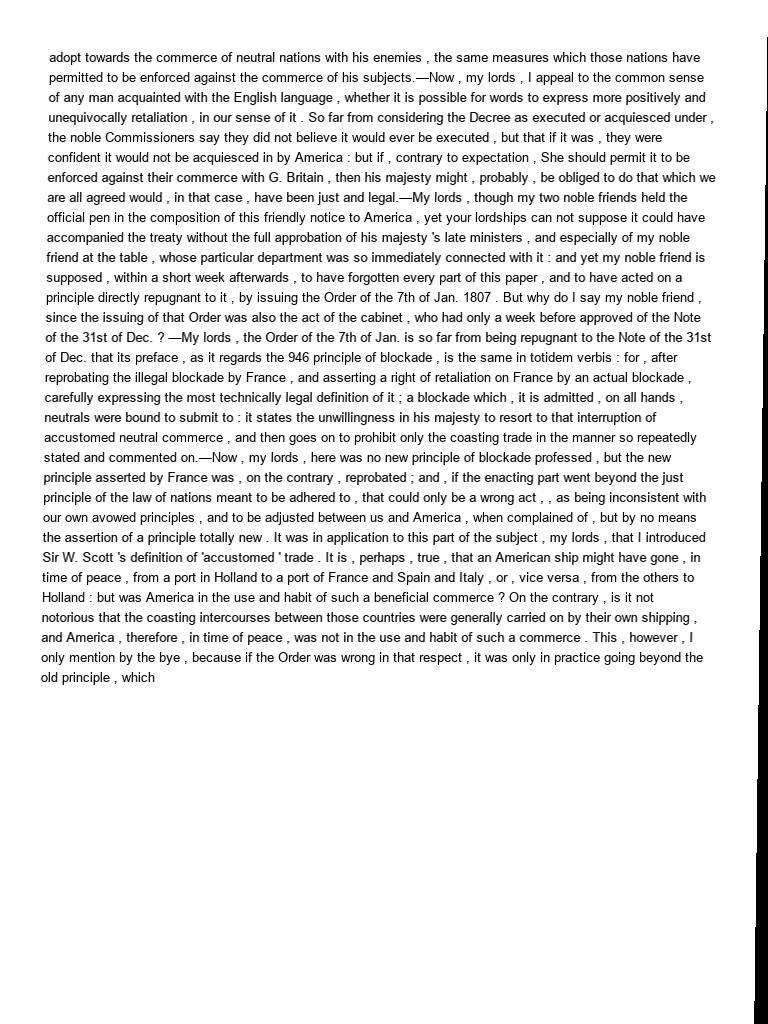 adopt towards the commerce of neutral nations with his enemies , the same measures which those nations have
permitted to be enforced against the commerce of his subjects.—Now , my lords , I appeal to the common sense
of any man acquainted with the English language , whether it is possible for words to express more positively and
unequivocally retaliation , in our sense of it . So far from considering the Decree as executed or acquiesced under ,
the noble Commissioners say they did not believe it would ever be executed , but that if it was , they were
confident it would not be acquiesced in by America : but if , contrary to expectation , She should permit it to be
enforced against their commerce with G. Britain , then his majesty might , probably , be obliged to do that which we
are all agreed would , in that case , have been just and legal.—My lords , though my two noble friends held the
official pen in the composition of this friendly notice to America , yet your lordships can not suppose it could have
accompanied the treaty without the full approbation of his majesty 's late ministers , and especially of my noble
friend at the table , whose particular department was so immediately connected with it : and yet my noble friend is
supposed , within a short week afterwards , to have forgotten every part of this paper , and to have acted on a
principle directly repugnant to it , by issuing the Order of the 7th of Jan. 1807 . But why do I say my noble friend ,
since the issuing of that Order was also the act of the cabinet , who had only a week before approved of the Note
of the 31st of Dec. ? —My lords , the Order of the 7th of Jan. is so far from being repugnant to the Note of the 31st
of Dec. that its preface , as it regards the 946 principle of blockade , is the same in totidem verbis : for , after
reprobating the illegal blockade by France , and asserting a right of retaliation on France by an actual blockade ,
carefully expressing the most technically legal definition of it ; a blockade which , it is admitted , on all hands ,
neutrals were bound to submit to : it states the unwillingness in his majesty to resort to that interruption of
accustomed neutral commerce , and then goes on to prohibit only the coasting trade in the manner so repeatedly
stated and commented on.—Now , my lords , here was no new principle of blockade professed , but the new
principle asserted by France was , on the contrary , reprobated ; and , if the enacting part went beyond the just
principle of the law of nations meant to be adhered to , that could only be a wrong act , , as being inconsistent with
our own avowed principles , and to be adjusted between us and America , when complained of , but by no means
the assertion of a principle totally new . It was in application to this part of the subject , my lords , that I introduced
Sir W. Scott 's definition of 'accustomed ' trade . It is , perhaps , true , that an American ship might have gone , in
time of peace , from a port in Holland to a port of France and Spain and Italy , or , vice versa , from the others to
Holland : but was America in the use and habit of such a beneficial commerce ? On the contrary , is it not
notorious that the coasting intercourses between those countries were generally carried on by their own shipping ,
and America , therefore , in time of peace , was not in the use and habit of such a commerce . This , however , I
only mention by the bye , because if the Order was wrong in that respect , it was only in practice going beyond the
old principle , which